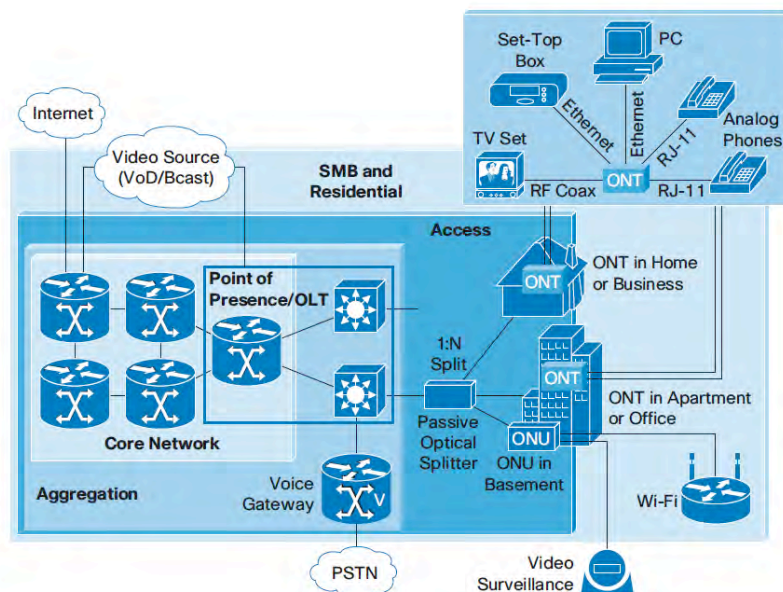 Set-Top
Box
PC
Ethernet
Ethernet
RJ-11
Analog
Phones
TV Set
RF Coax
ONT
RJ-11
Internet
Video Source
(VoD/Bcast)
SMB and
Residential
Access
Point of
Presence/OLT
ONT
ONT in Home
or Business
1:N
Split
ONT
ONT in Apartment
or Office
Passive
Optical
Splitter
ONU
ONU in
Basement
Core Network
Aggregation
Voice
Gateway
V
Wi-Fi
PSTN
Video
Surveillance